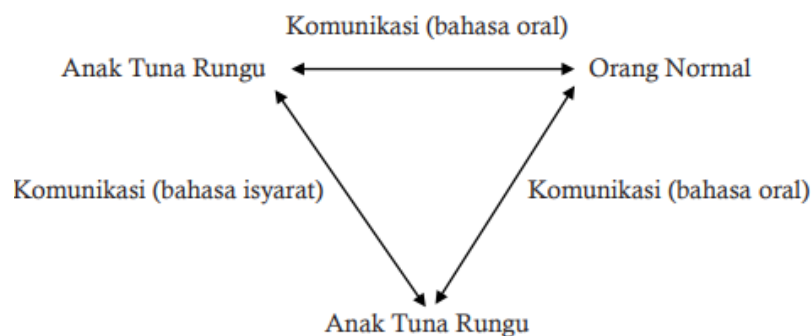 Komunikasi (bahasa oral)
Anak Tuna Rungu
Orang Normal
Komunikasi (bahasa isyarat)
Komunikasi (bahasa oral)
Anak Tuna Rungu